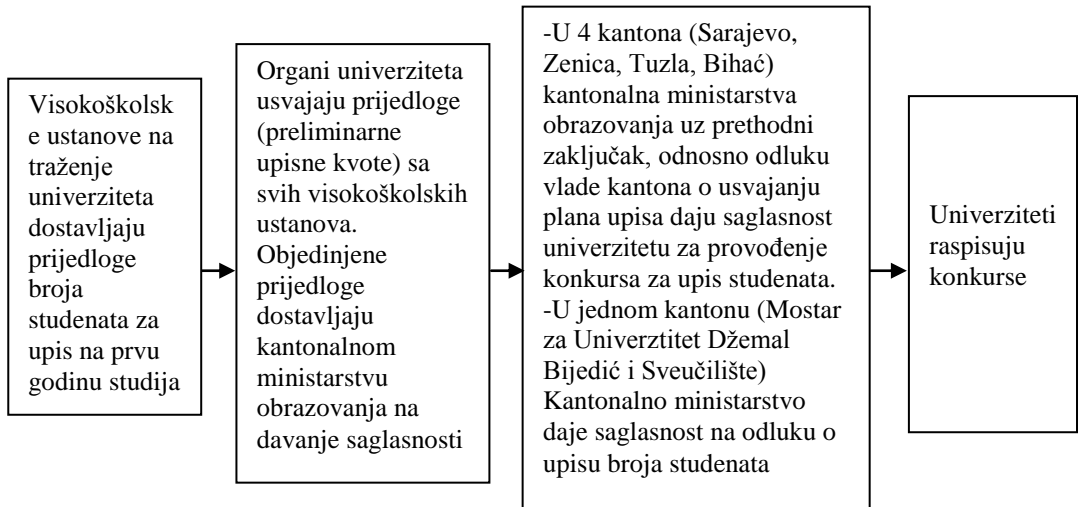 Visokoškolsk
e ustanove na
traženje
univerziteta
dostavljaju
prijedloge
broja
studenata za
upis na prvu
godinu studija
Organi univerziteta
usvajaju prijedloge
(preliminarne
upisne kvote) sa
svih visokoškolskih
ustanova.
Objedinjene
prijedloge
dostavljaju
kantonalnom
ministarstvu
obrazovanja na
davanje saglasnosti
-U 4 kantona (Sarajevo,
Zenica, Tuzla, Bihać)
kantonalna ministarstva
obrazovanja uz prethodni
zaključak, odnosno odluku
vlade kantona o usvajanju
plana upisa daju saglasnost
univerzitetu za provođenje
konkursa za upis studenata.
-U jednom kantonu (Mostar
za Univerztitet Džemal
Bijedić i Sveučilište)
Kantonalno ministarstvo
daje saglasnost na odluku o
upisu broja studenata
Univerziteti
raspisuju
konkurse